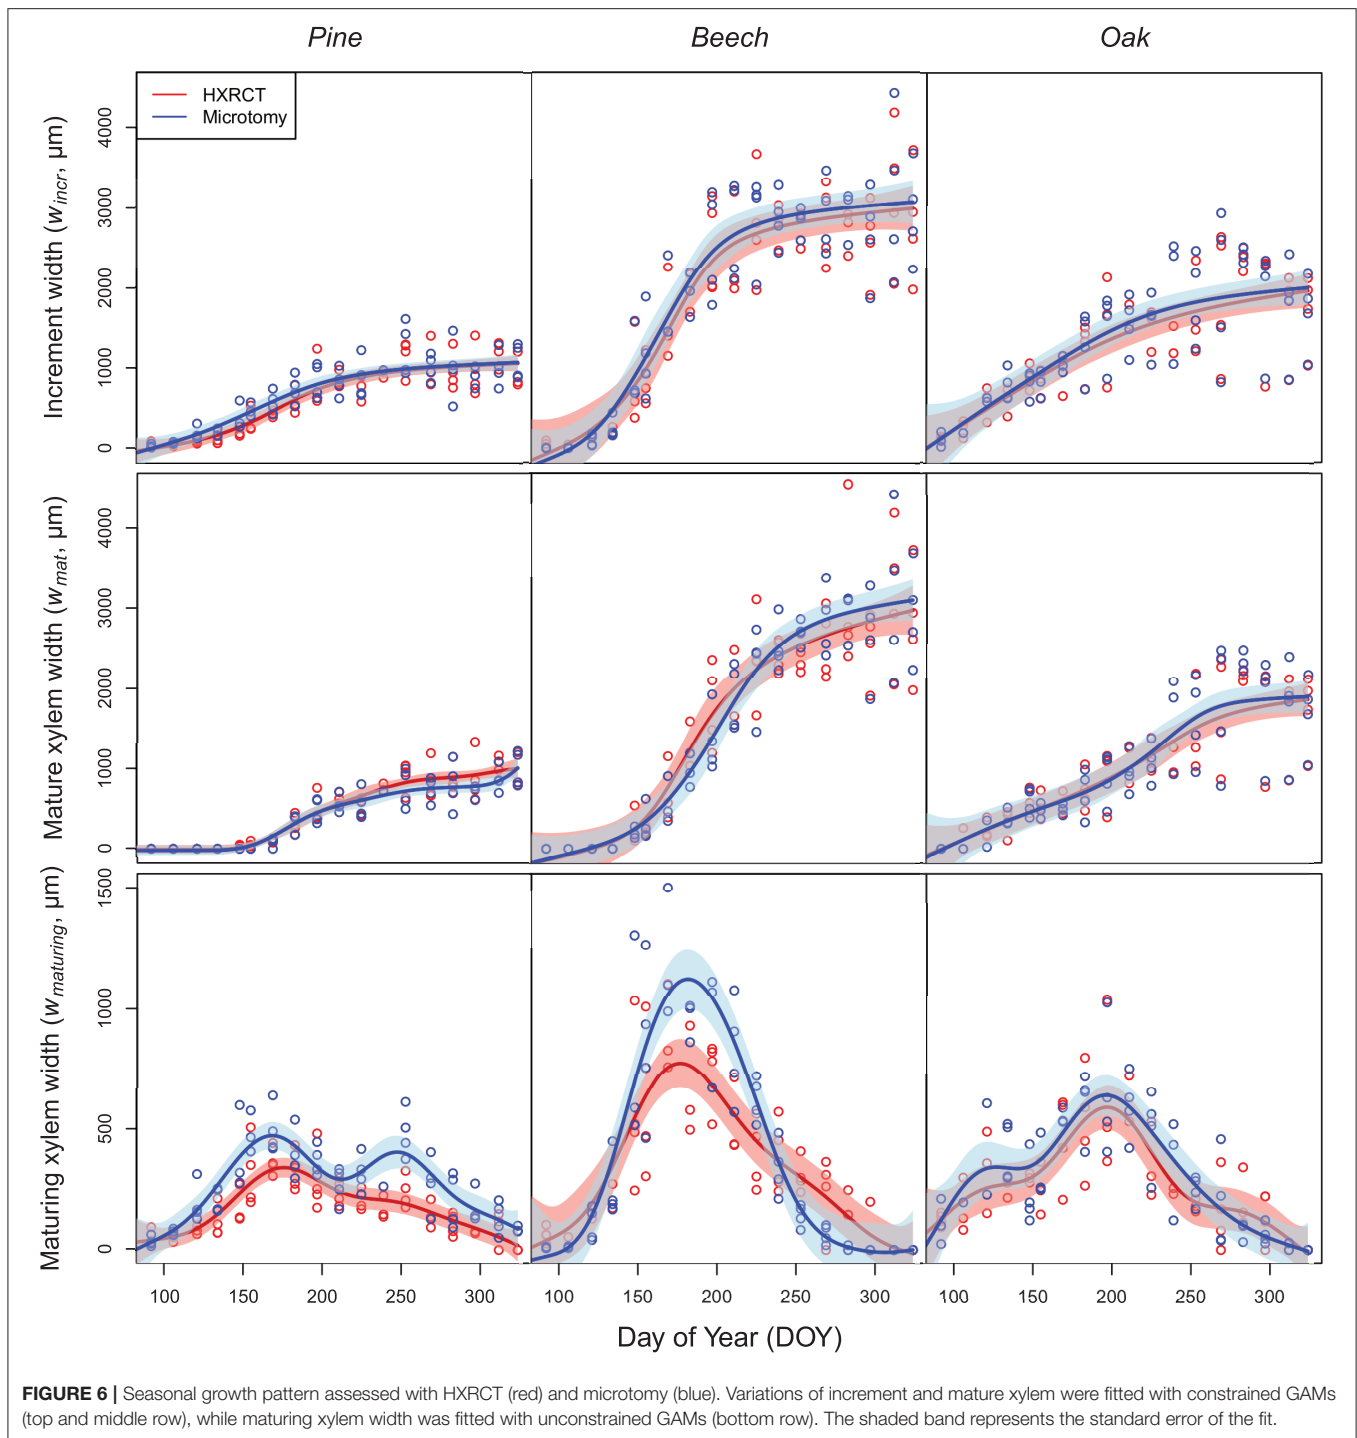 Pine Beech Oak
HXRCT
Microtomy
Increment width (wincr, µm)
0 1000 2000 3000 4000
Mature xylem width (wmat, µm)
0 1000 2000 3000 4000
Maturing xylem width (wmaturing, µm)
0 500 1000 1500
100 150 200 250 300 100 150 200 250 300 100 150 200 250 300
Day of Year (DOY)
FIGURE 6 | Seasonal growth pattern assessed with HXRCT (red) and microtomy (blue). Variations of increment and mature xylem were fitted with constrained GAMs
(top and middle row), while maturing xylem width was fitted with unconstrained GAMs (bottom row). The shaded band represents the standard error of the fit.